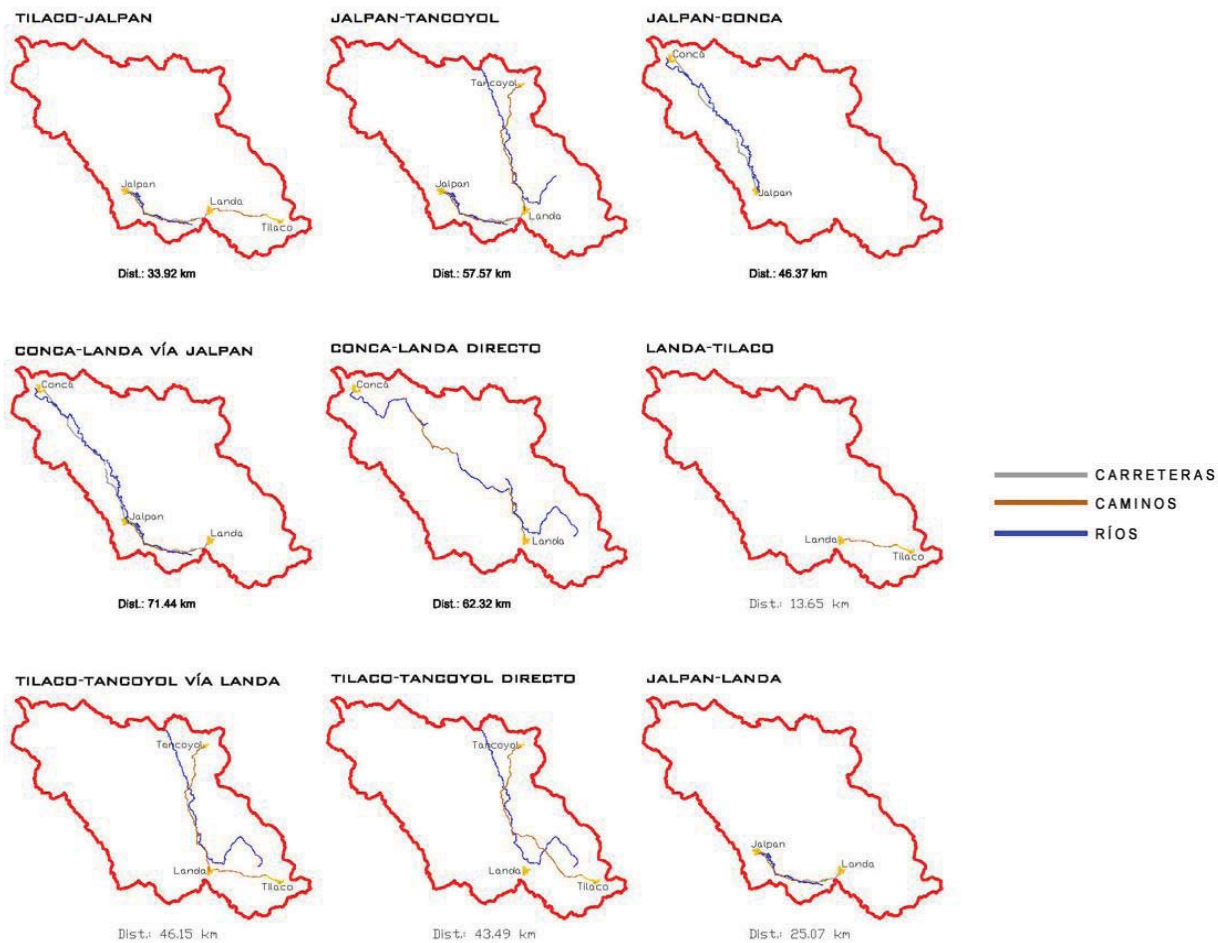 TILACO-JALPAN
Jalpan
Landa
Tilaco
Dist.: 33.92 km
JALPAN-TANCOYOL
Tancoyol
Jalpan
Landa
Dist.: 57.57 km
JALPAN-CONCA
Concá
Jalpan
Dist.: 46.37 km
CONCA-LANDA VÍA JALPAN
Concá
Jalpan
Landa
Dist.: 71.44 km
CONCA-LANDA DIRECTO
Concá
Landa
Dist.: 62.32 km
LANDA-TILACO
Landa
Tilaco
Dist.: 13.65 km
CARRETERAS
CAMINOS
RÍOS
TILACO-TANCOYOL VÍA LANDA
Tancoyol
Landa
Tilaco
Dist.: 46.15 km
TILACO-TANCOYOL DIRECTO
Tancoyol
Landa
Tilaco
Dist.: 43.49 km
JALPAN-LANDA
Jalpan
Landa
Dist.: 25.07 km